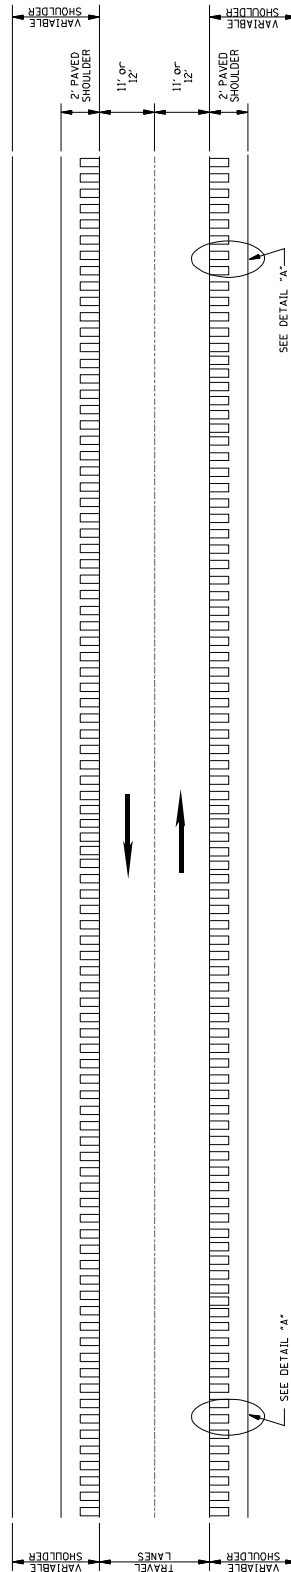 VARIABLE
SHOULDER
2' PAVED
SHOULDER
11' or
12'
11' or
12'
2' PAVED
SHOULDER
VARIABLE
SHOULDER
SEE DETAIL "A"
SEE DETAIL "A"
VARIABLE
SHOULDER
TRAVEL
LANES
VARIABLE
SHOULDER